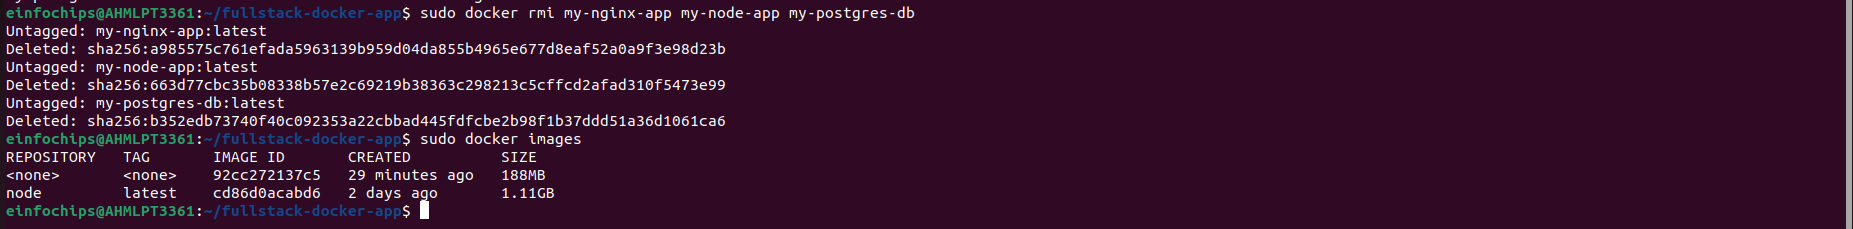 einfochips@AHMLPT3361:~/fullstack-docker-app$ sudo docker rmi my-nginx-app my-node-app my-postgres-db
Untagged: my-nginx-app:latest
Deleted: sha256:a985575c761efada5963139b959d04da855b4965e677d8eaf52a0a9f3e98d23b
Untagged: my-node-app:latest
Deleted: sha256:663d77cbc35b08338b57e2c69219b38363c298213c5cffcd2afad310f5473e99
Untagged: my-postgres-db:latest
Deleted: sha256:b352edb73740f40c092353a22cbbad445fdfcbe2b98f1b37ddd51a36d1061ca6
einfochips@AHMLPT3361:~/fullstack-docker-app$ sudo docker images
REPOSITORY   TAG       IMAGE ID       CREATED          SIZE
<none>       <none>    92cc272137c5   29 minutes ago   188MB
node         latest    cd86d0acabd6   2 days ago       1.11GB
einfochips@AHMLPT3361:~/fullstack-docker-app$